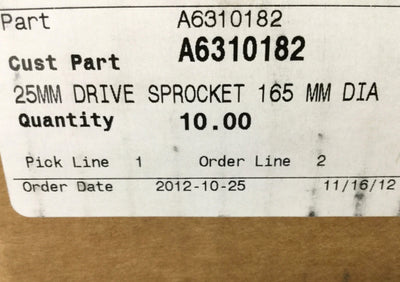 Part A6310182
Cust Part A6310182
25MM DRIVE SPROCKET 165 MM DIA
Quantity 10.00
Pick Line 1 Order Line 2
Order Date 2012-10-25 11/16/12